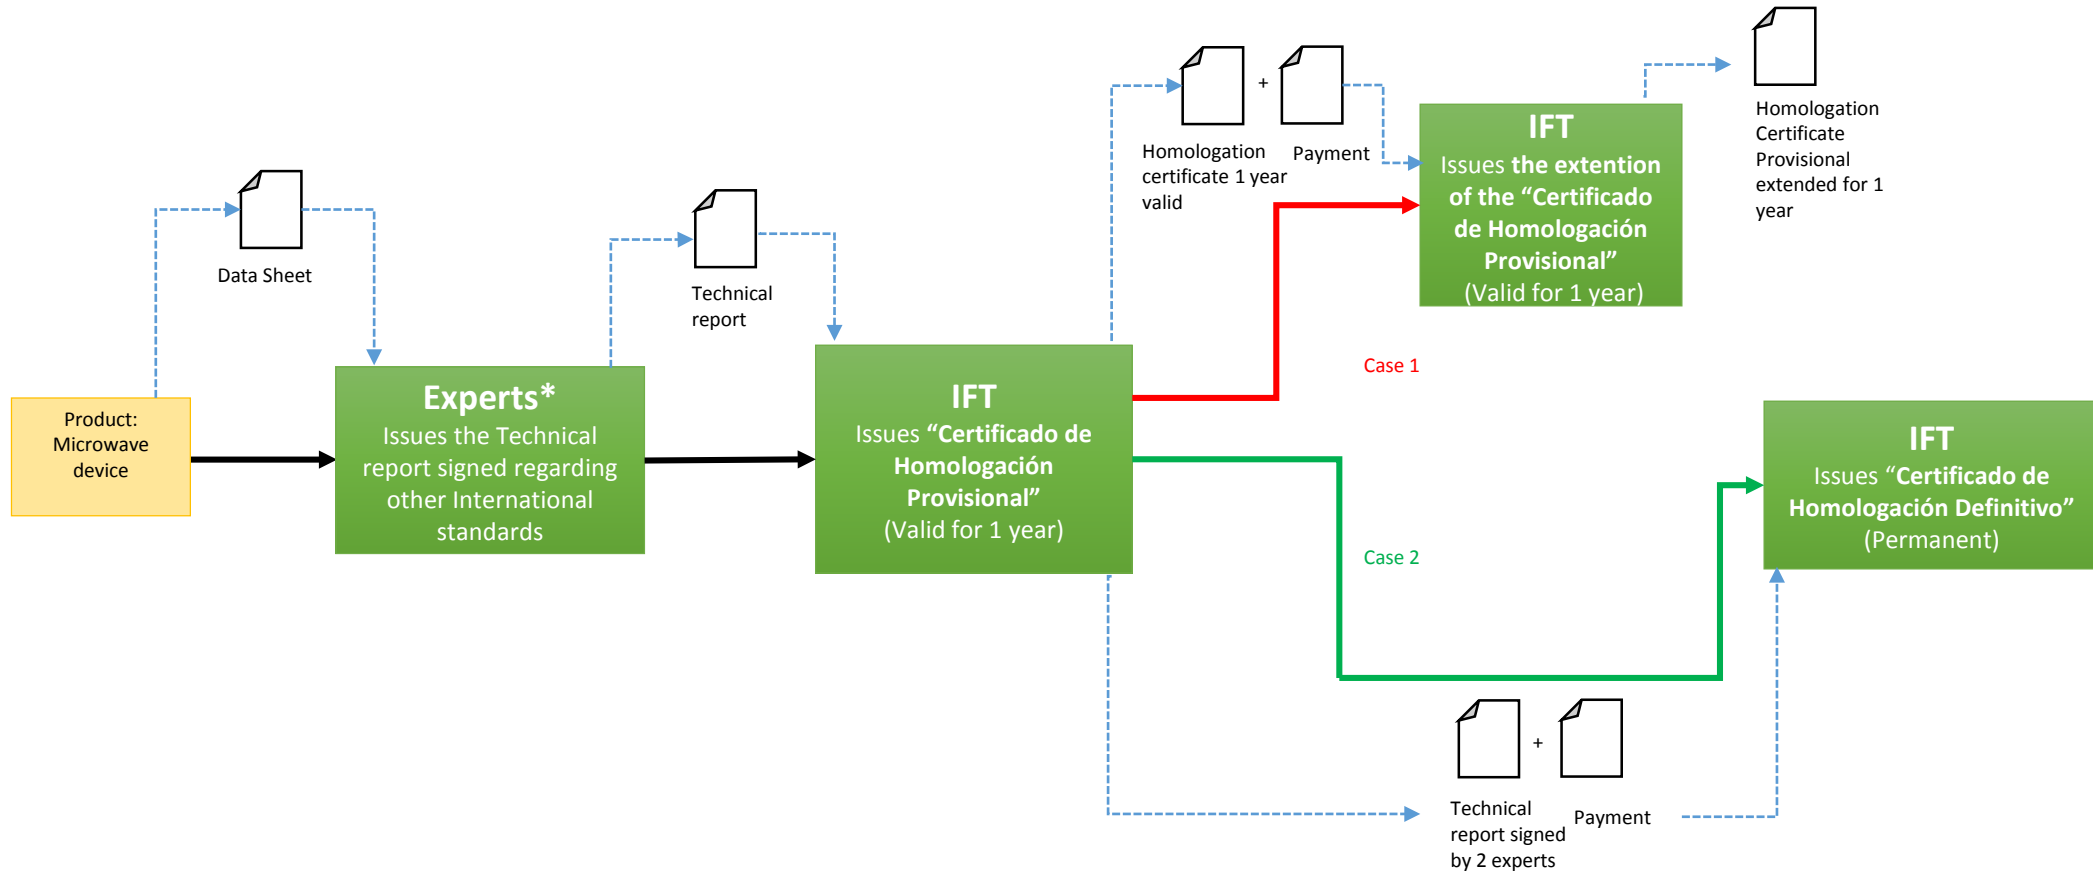 Product:
Microwave
device
Data Sheet
Experts*
Issues the Technical
report signed regarding
other International
standards
Technical
report
IFT
Issues “Certificado de
Homologación
Provisional”
(Valid for 1 year)
Homologation
certificate 1 year
valid
+
Payment
IFT
Issues the extention
of the “Certificado
de Homologación
Provisional”
(Valid for 1 year)
Homologation
Certificate
Provisional
extended for 1
year
Case 1
Case 2
IFT
Issues “Certificado de
Homologación Definitivo”
(Permanent)
+
Technical
report signed
by 2 experts
Payment